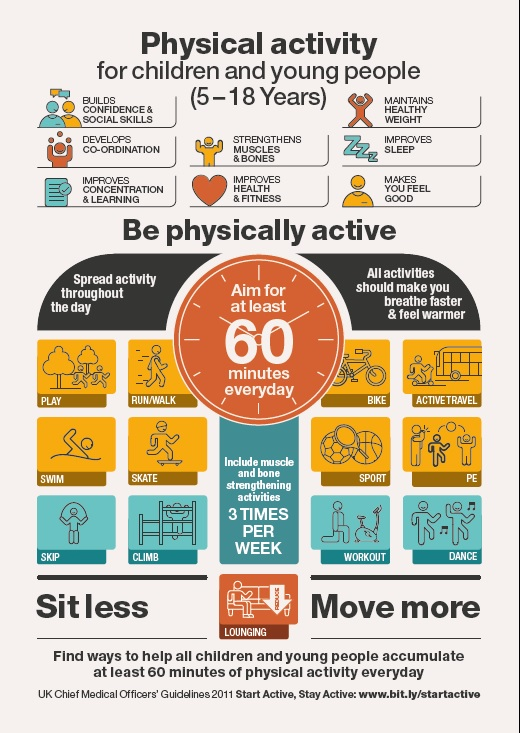 Physical activity
for children and young people
(5–18 Years)
BUILDS
CONFIDENCE &
SOCIAL SKILLS
MAINTAINS
HEALTHY
WEIGHT
DEVELOPS
CO-ORDINATION
STRENGTHENS
MUSCLES
& BONES
IMPROVES
SLEEP
ZZZ
IMPROVES
CONCENTRATION
& LEARNING
IMPROVES
HEALTH
& FITNESS
MAKES
YOU FEEL
GOOD
Be physically active
Spread activity
throughout
the day
Aim for
at least
60
minutes
everyday
All activities
should make you
breathe faster
& feel warmer
PLAY
RUN/WALK
BIKE
ACTIVE TRAVEL
SWIM
SKATE
SPORT
PE
Include muscle
and bone
strengthening
activities
3 TIMES
PER
WEEK
SKIP
CLIMB
WORKOUT
DANCE
Sit less
REDUCE
LOUNGING
Move more
Find ways to help all children and young people accumulate
at least 60 minutes of physical activity everyday
UK Chief Medical Officers' Guidelines 2011 Start Active, Stay Active: www.bit.ly/startactive